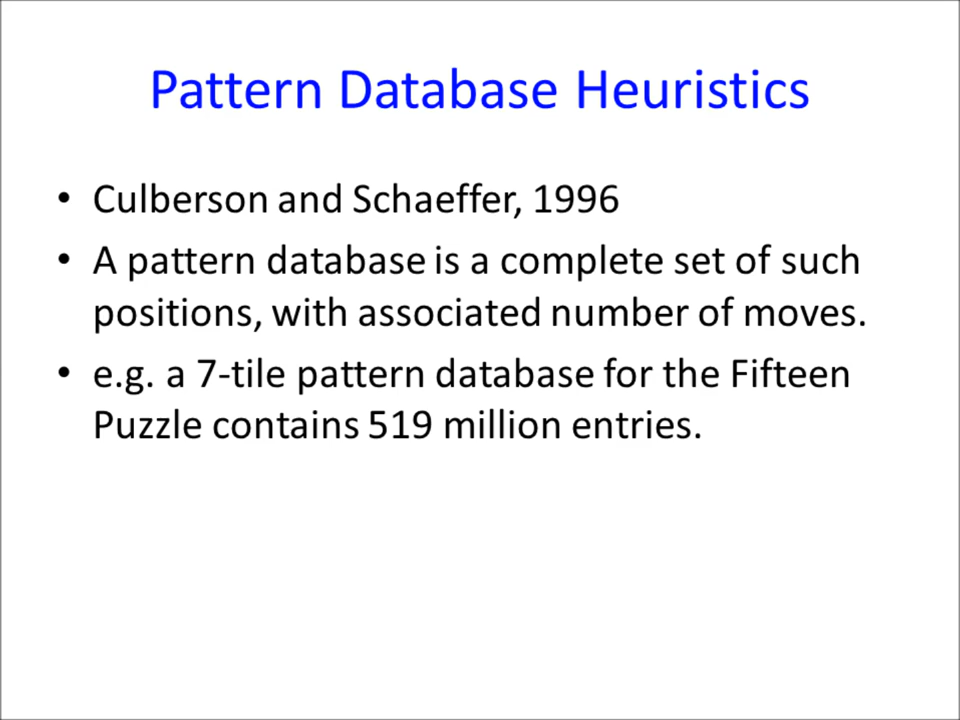 Pattern Database Heuristics
• Culberson and Schaeffer, 1996
• A pattern database is a complete set of such
positions, with associated number of moves.
• e.g. a 7-tile pattern database for the Fifteen
Puzzle contains 519 million entries.